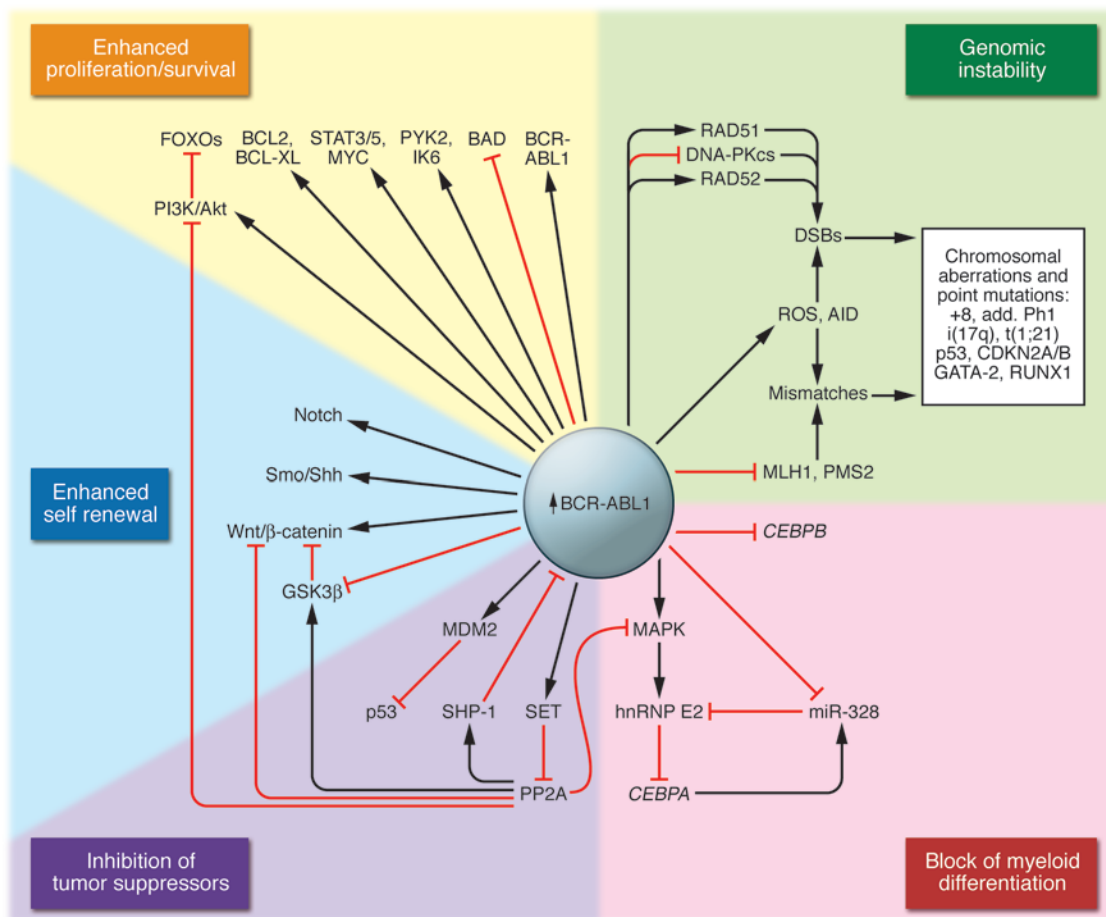 Enhanced
proliferation/survival
Genomic
instability
FOXOs
BCL2,
BCL-XL
STAT3/5,
MYC
PYK2,
IK6
BAD
BCR-
ABL1
PI3K/Akt
RAD51
DNA-PKcs
RAD52
DSBs
ROS, AID
Mismatches
MLH1, PMS2
Chromosomal
aberrations and
point mutations:
+8, add. Ph1
i(17q), t(1;21)
p53, CDKN2A/B
GATA-2, RUNX1
Enhanced
self renewal
Notch
Smo/Shh
Wnt/β-catenin
GSK3β
↑BCR-ABL1
CEBPB
MDM2
p53
SHP-1
SET
PP2A
MAPK
hnRNP E2
miR-328
CEBPA
Inhibition of
tumor suppressors
Block of myeloid
differentiation